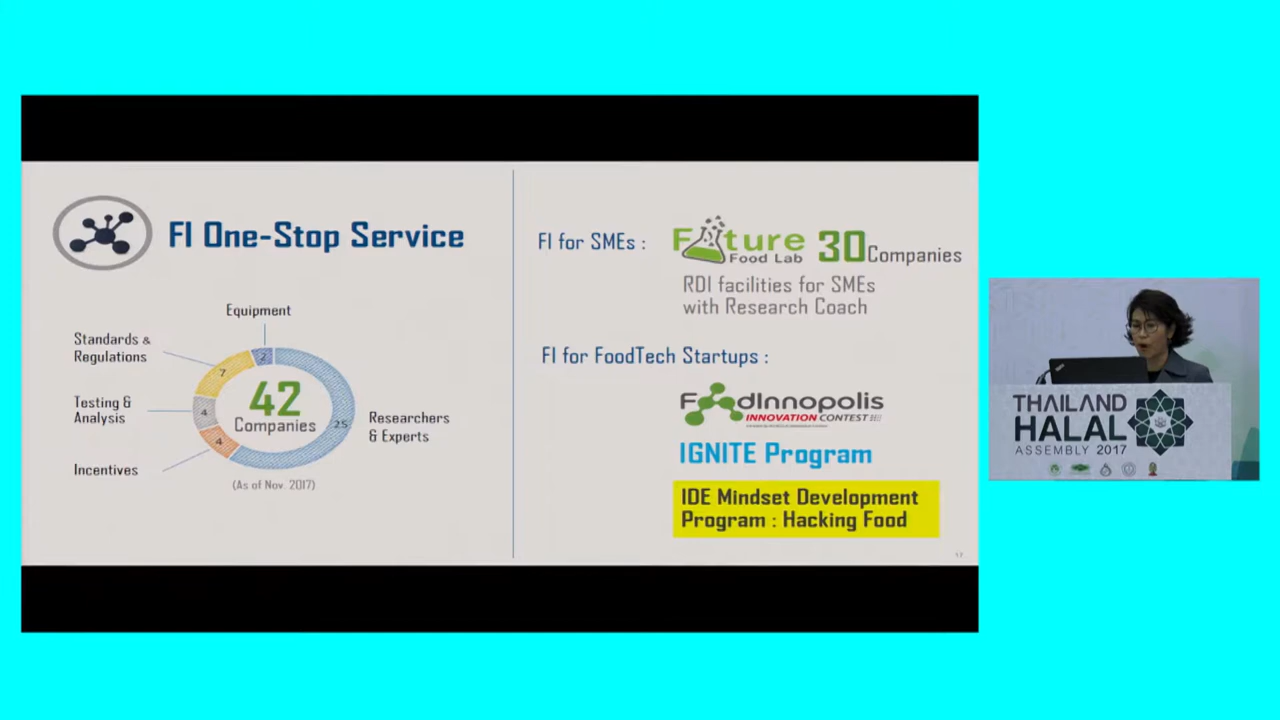 FI One-Stop Service
Equipment
Standards &
Regulations
Testing &
Analysis
Incentives
2
7
4
4
25
42
Companies
Researchers
& Experts
(As of Nov. 2017)
FI for SMEs :
Future
Food Lab
30 Companies
RDI facilities for SMEs
with Research Coach
FI for FoodTech Startups :
FoodInnopolis
INNOVATION CONTEST
IGNITE Program
IDE Mindset Development
Program : Hacking Food
17
THAILAND
HALAL
ASSEMBLY 2017